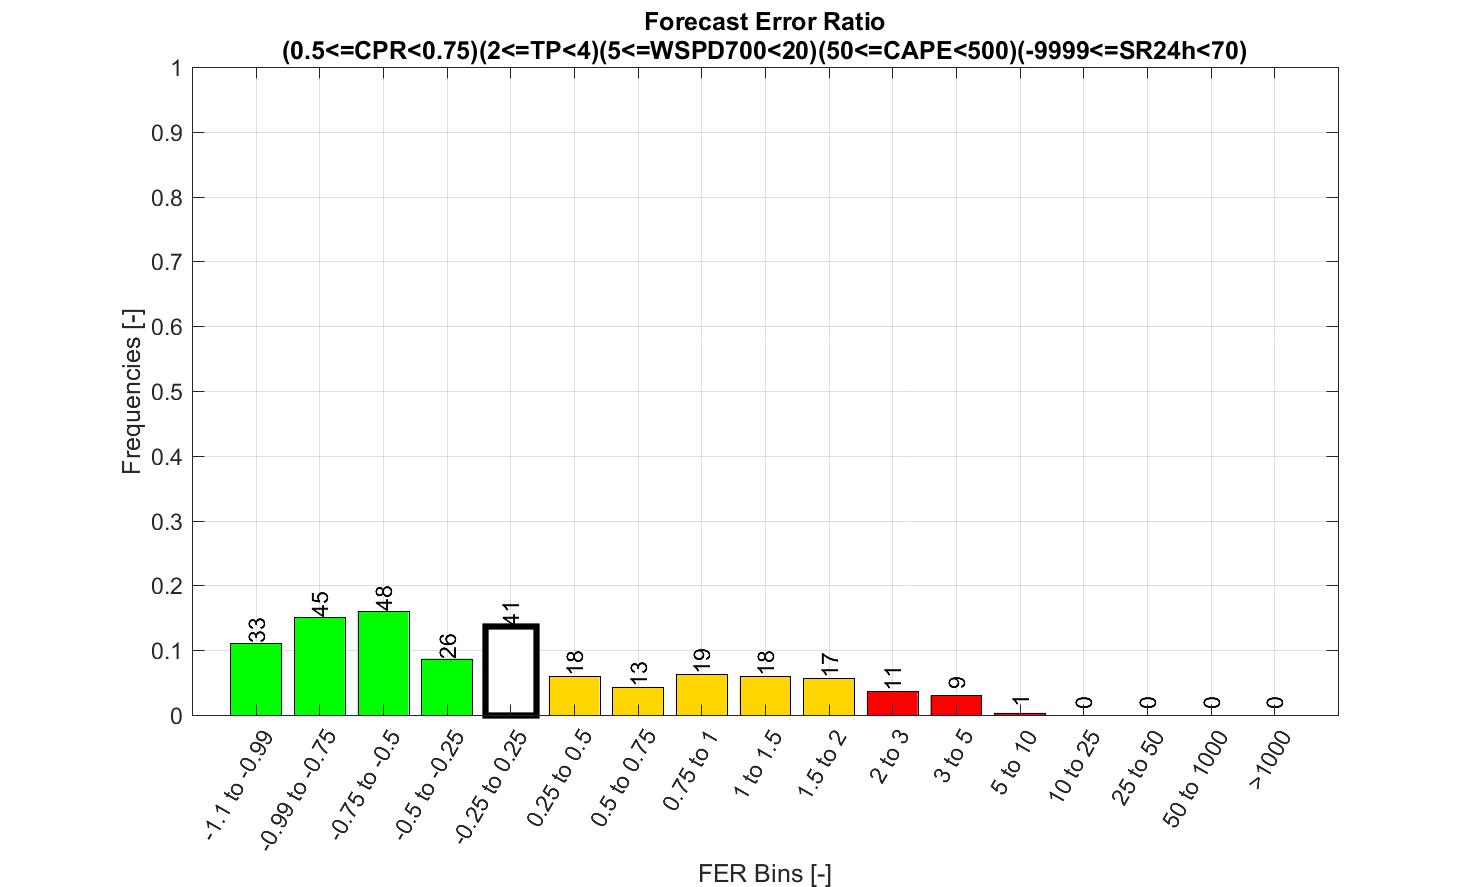 Forecast Error Ratio
(0.5<=CPR<0.75)(2<=TP<4)(5<=WSPD700<20)(50<=CAPE<500)(-9999<=SR24h<70)
1
0.9
0.8
0.7
0.6
0.5
0.4
0.3
0.2
0.1
0
Frequencies [-]
33
45
48
26
41
18
13
19
18
17
11
9
1
0
0
0
0
-1.1 to -0.99
-0.99 to -0.75
-0.75 to -0.5
-0.5 to -0.25
-0.25 to 0.25
0.25 to 0.5
0.5 to 0.75
0.75 to 1
1 to 1.5
1.5 to 2
2 to 3
3 to 5
5 to 10
10 to 25
25 to 50
50 to 1000
>1000
FER Bins [-]